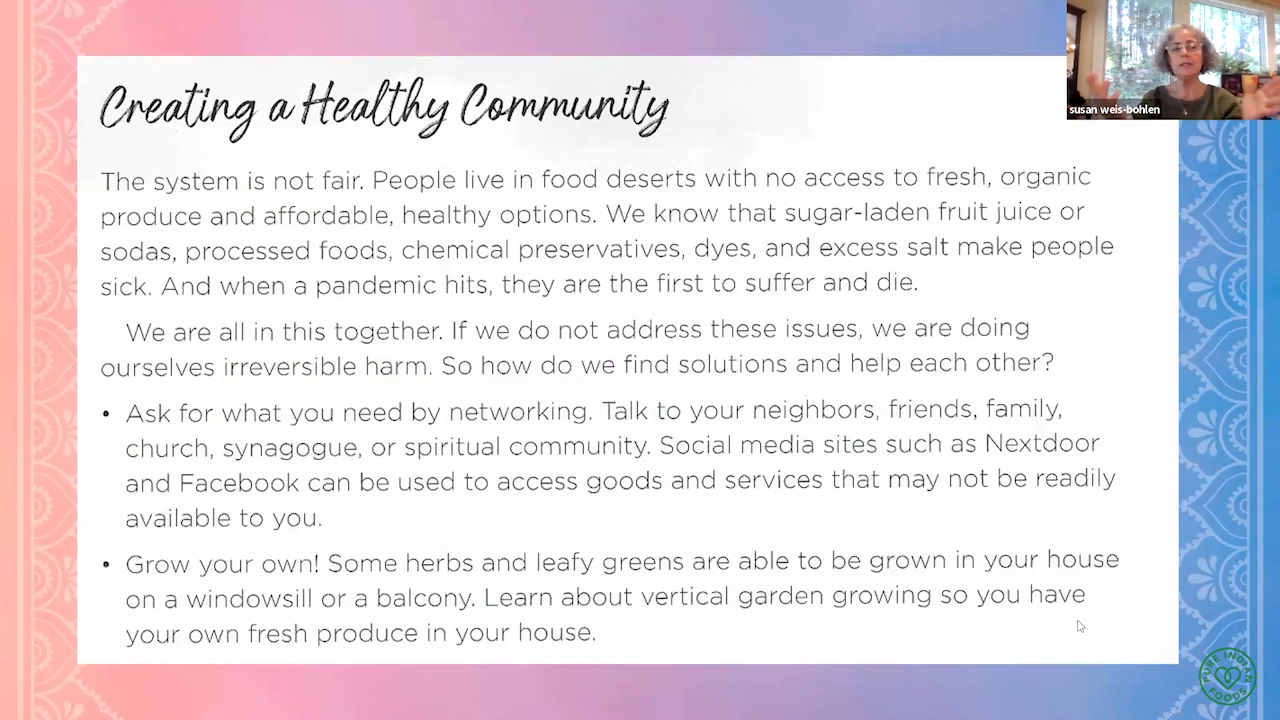 susan weis-bohlen
Creating a Healthy Community
The system is not fair. People live in food deserts with no access to fresh, organic
produce and affordable, healthy options. We know that sugar-laden fruit juice or
sodas, processed foods, chemical preservatives, dyes, and excess salt make people
sick. And when a pandemic hits, they are the first to suffer and die.
We are all in this together. If we do not address these issues, we are doing
ourselves irreversible harm. So how do we find solutions and help each other?
• Ask for what you need by networking. Talk to your neighbors, friends, family,
church, synagogue, or spiritual community. Social media sites such as Nextdoor
and Facebook can be used to access goods and services that may not be readily
available to you.
• Grow your own! Some herbs and leafy greens are able to be grown in your house
on a windowsill or a balcony. Learn about vertical garden growing so you have
your own fresh produce in your house.
PURE INDIAN
FOODS